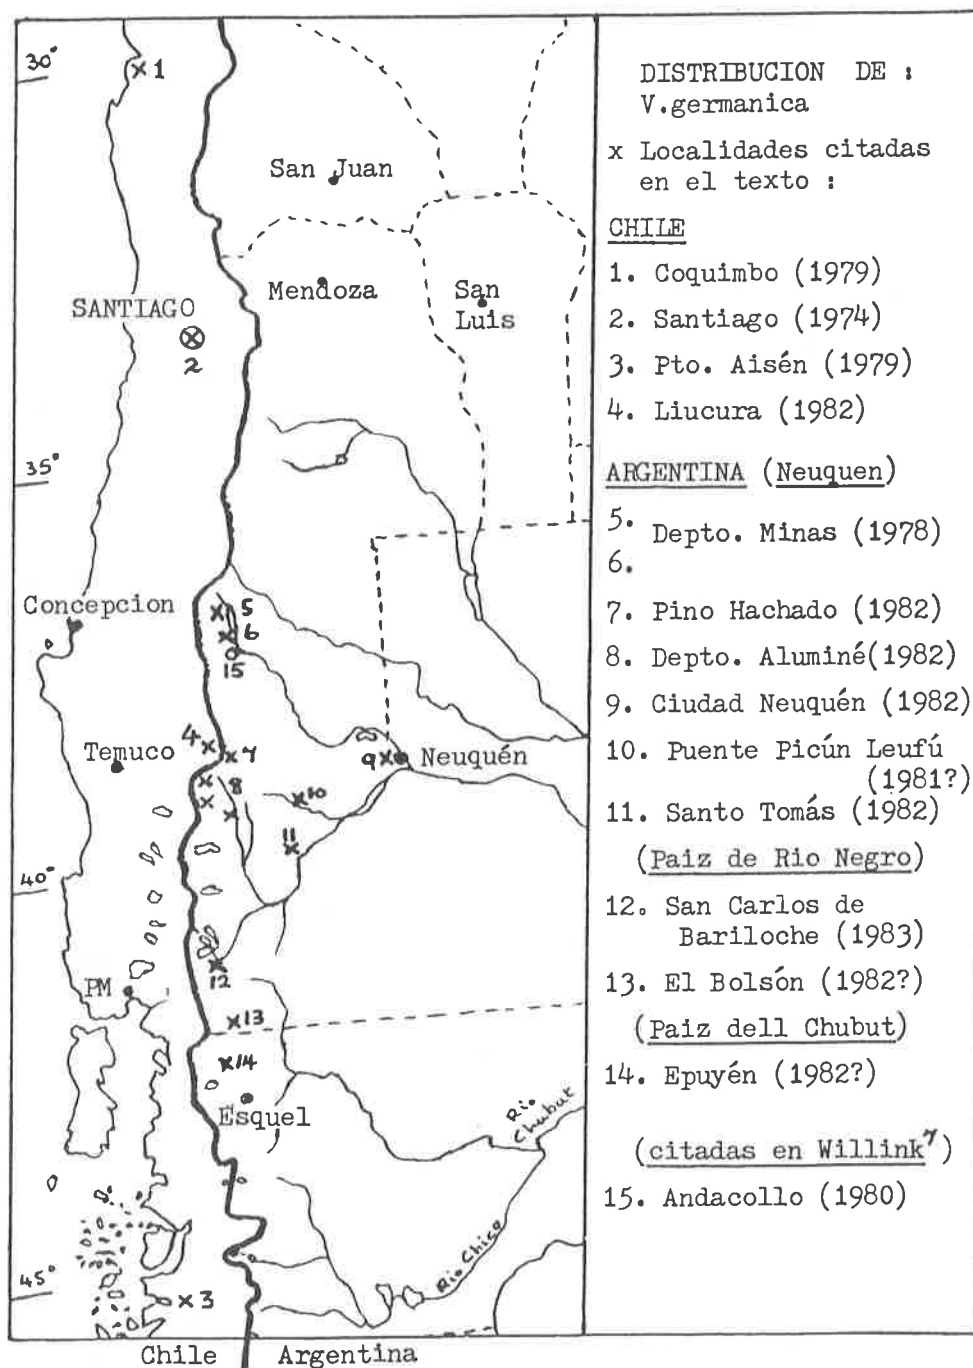 30°
x1
San Juan
Mendoza
San
Luis
SANTIAGO
2
35°
Concepcion
5
6
15
4
7
Temuco
8
9x
Neuquén
x10
11
40°
12
PM
x13
x14
Esquel
Rio
Chubut
Rio Chico
45°
x3
Chile
Argentina
DISTRIBUCION DE :
V.germanica
x Localidades citadas
en el texto :
CHILE
1. Coquimbo (1979)
2. Santiago (1974)
3. Pto. Aisén (1979)
4. Liucura (1982)
ARGENTINA (Neuquen)
5.
Depto. Minas (1978)
6.
7. Pino Hachado (1982)
8. Depto. Aluminé(1982)
9. Ciudad Neuquén (1982)
10. Puente Picún Leufú
(1981?)
11. Santo Tomás (1982)
(Paiz de Rio Negro)
12. San Carlos de
Bariloche (1983)
13. El Bolsón (1982?)
(Paiz dell Chubut)
14. Epuyén (1982?)
(citadas en Willink⁷)
15. Andacollo (1980)